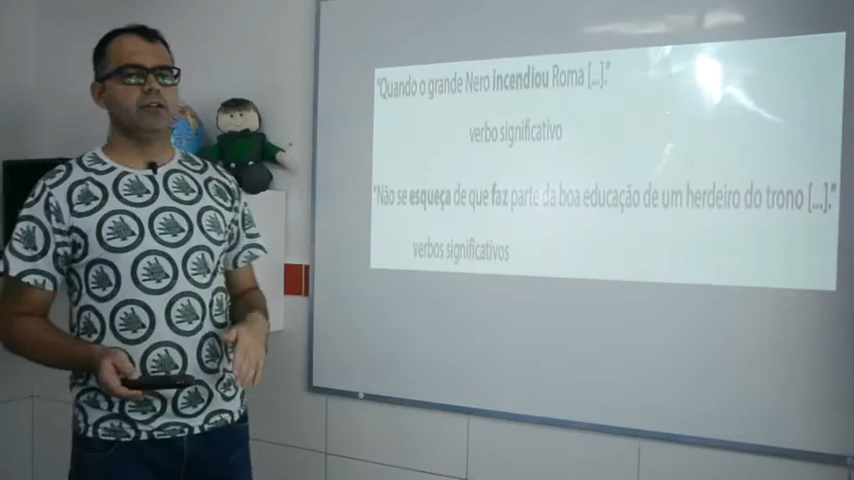 "Quando o grande Nero incendiou Roma [...]."
verbo significativo
"Não se esqueça de que faz parte da boa educação de um herdeiro do trono [...]."
verbos significativos